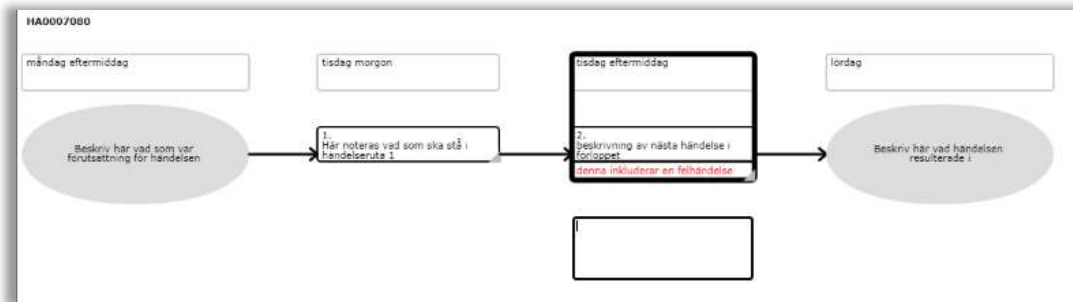 HA0007080
måndag eftermiddag
tisdag morgon
tisdag eftermiddag
lördag
Beskriv här vad som var
förutsättning för händelsen
1.
Här noteras vad som ska stå i
händelseruta 1
2.
beskrivning av nästa händelse i
förloppet
denna inkluderar en felhändelse
Beskriv här vad händelsen
resulterade i